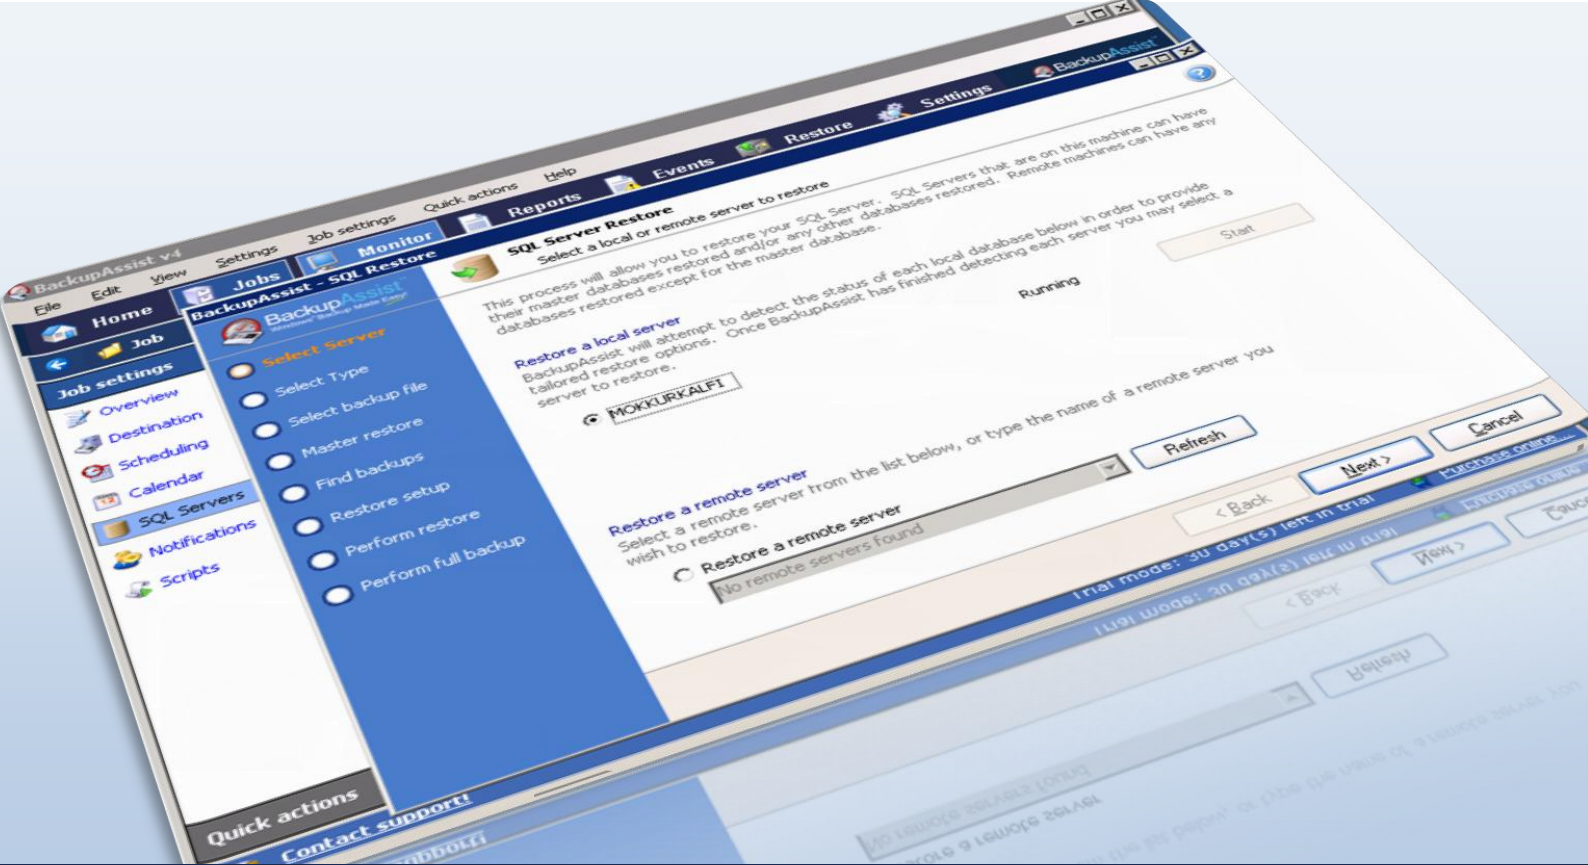 BackupAssist v4
File Edit View Settings Job settings Quick actions Help
Home Jobs Monitor Reports Events Restore Settings BackupAssist
Job
Job settings
Overview
Destination
Scheduling
Calendar
SQL Servers
Notifications
Scripts
Quick actions
Contact support!
BackupAssist - SQL Restore
BackupAssist
Windows Backup Made Easy!
Select Server
Select Type
Select backup file
Master restore
Find backups
Restore setup
Perform restore
Perform full backup
SQL Server Restore
Select a local or remote server to restore
This process will allow you to restore your SQL Server. SQL Servers that are on this machine can have
their master databases restored and/or any other databases restored. Remote machines can have any
databases restored except for the master database.
Restore a local server
BackupAssist will attempt to detect the status of each local database below in order to provide
tailored restore options. Once BackupAssist has finished detecting each server you may select a
server to restore.
MOKKURKALFI
Running
Start
Restore a remote server
Select a remote server from the list below, or type the name of a remote server you
wish to restore.
Restore a remote server
No remote servers found
Refresh
< Back Next > Cancel
Trial mode: 30 day(s) left in trial Purchase online...